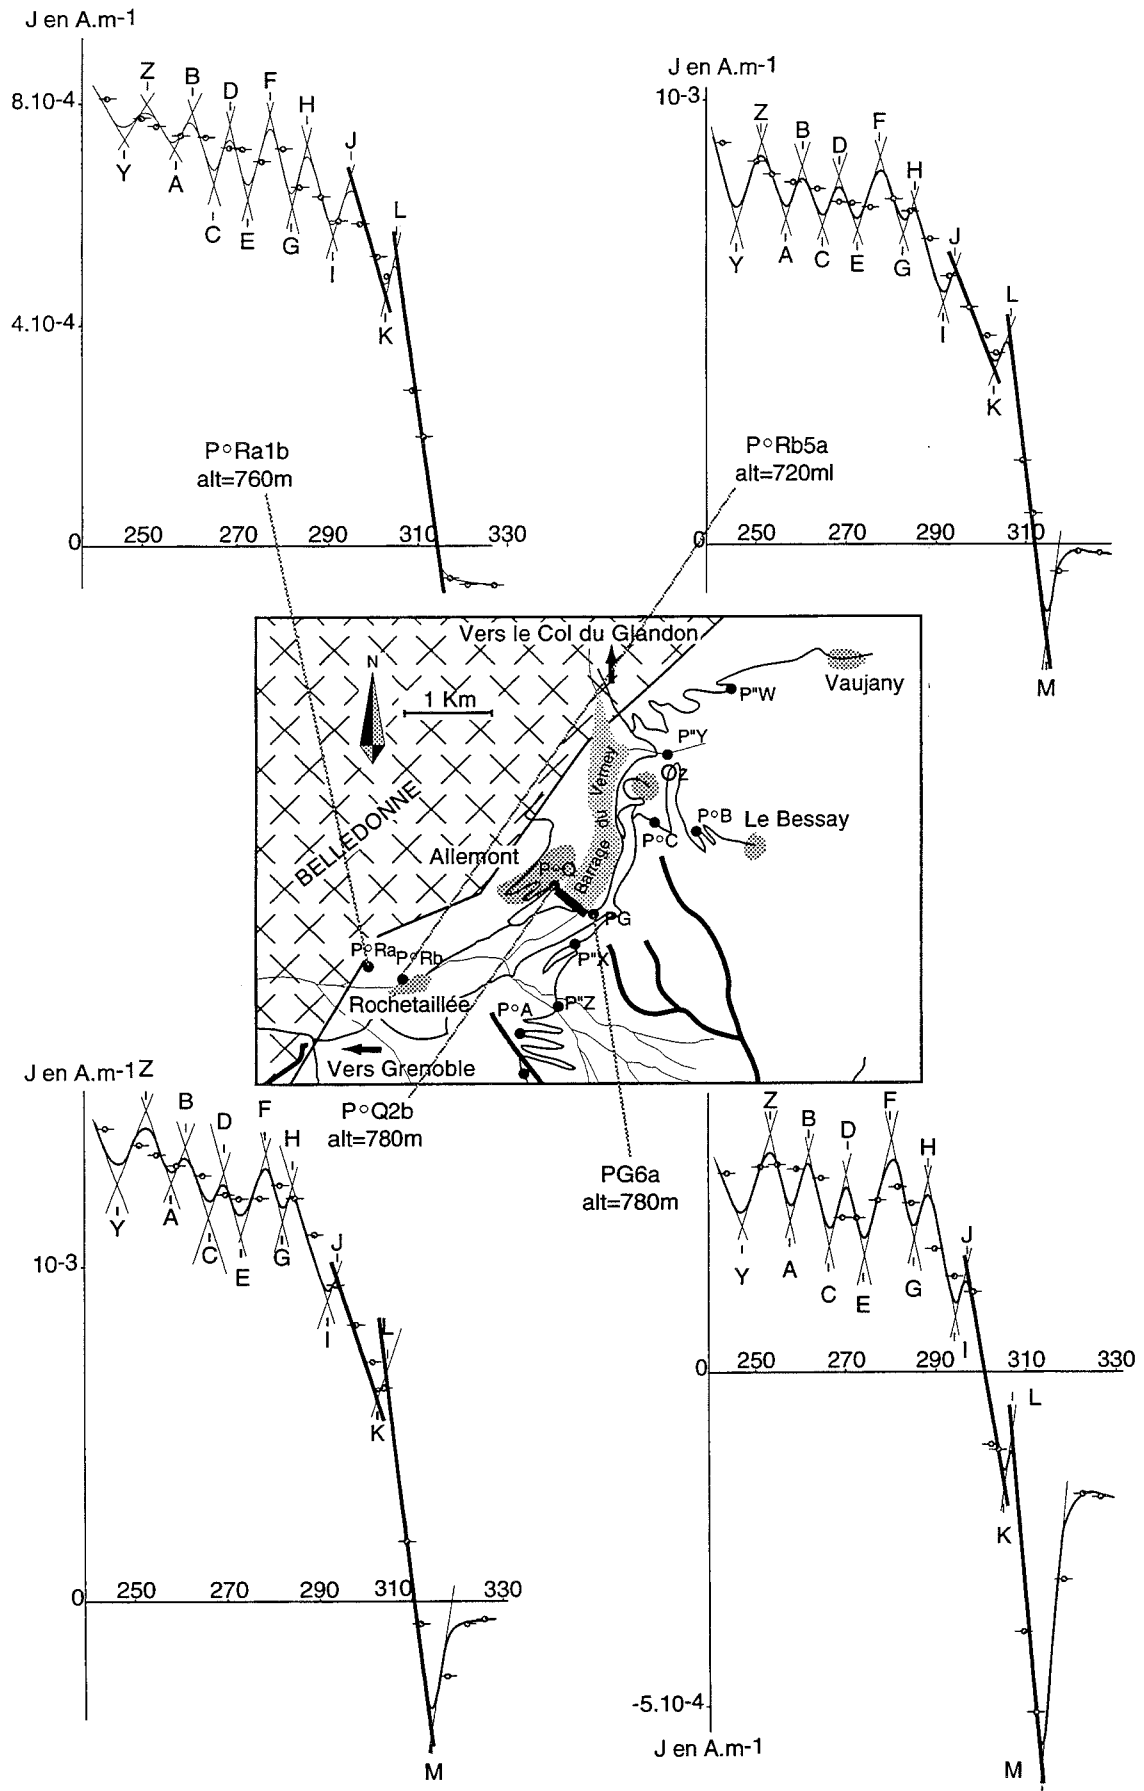 J en A.m-1
8.10-4
4.10-4
0
250
270
290
310
330
Z
B
D
F
H
J
L
Y
A
C
E
G
I
K
J en A.m-1
10-3
0
250
270
290
310
Z
B
D
F
H
J
L
Y
A
C
E
G
I
K
M
P°Ra1b
alt=760m
P°Rb5a
alt=720ml
Vers le Col du Glandon
N
1 Km
Vaujany
P"W
P"Y
Oz
Barrage du Verney
BELLEDONNE
P°B
Le Bessay
P°C
Allemont
P°Q
PG
P°Ra
P°Rb
P"X
Rochetaillée
P°A
P"Z
Vers Grenoble
J en A.m-1
10-3
0
250
270
290
310
330
Z
B
D
F
H
J
L
Y
A
C
E
G
I
K
M
P°Q2b
alt=780m
PG6a
alt=780m
Z
B
D
F
H
J
L
Y
A
C
E
G
I
K
M
0
250
270
290
310
330
-5.10-4
J en A.m-1